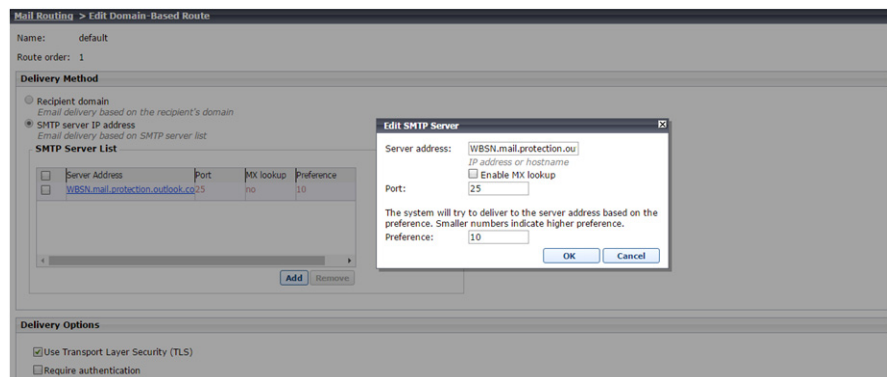 Mail Routing > Edit Domain-Based Route
Name: default
Route order: 1
Delivery Method
Recipient domain
Email delivery based on the recipient's domain
SMTP server IP address
Email delivery based on SMTP server list
SMTP Server List
Server Address Port MX lookup Preference
WBSN.mail.protection.outlook.co 25 no 10
Add Remove
Edit SMTP Server
Server address: WBSN.mail.protection.ou
IP address or hostname
Enable MX lookup
Port: 25
The system will try to deliver to the server address based on the
preference. Smaller numbers indicate higher preference.
Preference: 10
OK Cancel
Delivery Options
Use Transport Layer Security (TLS)
Require authentication